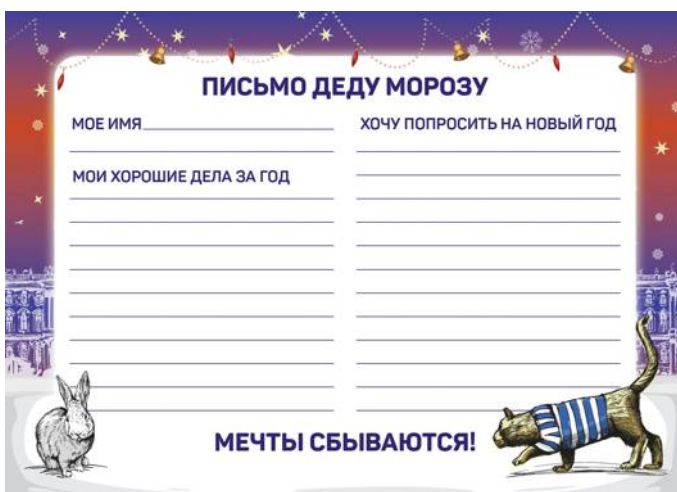 ПИСЬМО ДЕДУ МОРОЗУ
МОЕ ИМЯ
МОИ ХОРОШИЕ ДЕЛА ЗА ГОД
ХОЧУ ПОПРОСИТЬ НА НОВЫЙ ГОД
МЕЧТЫ СБЫВАЮТСЯ!